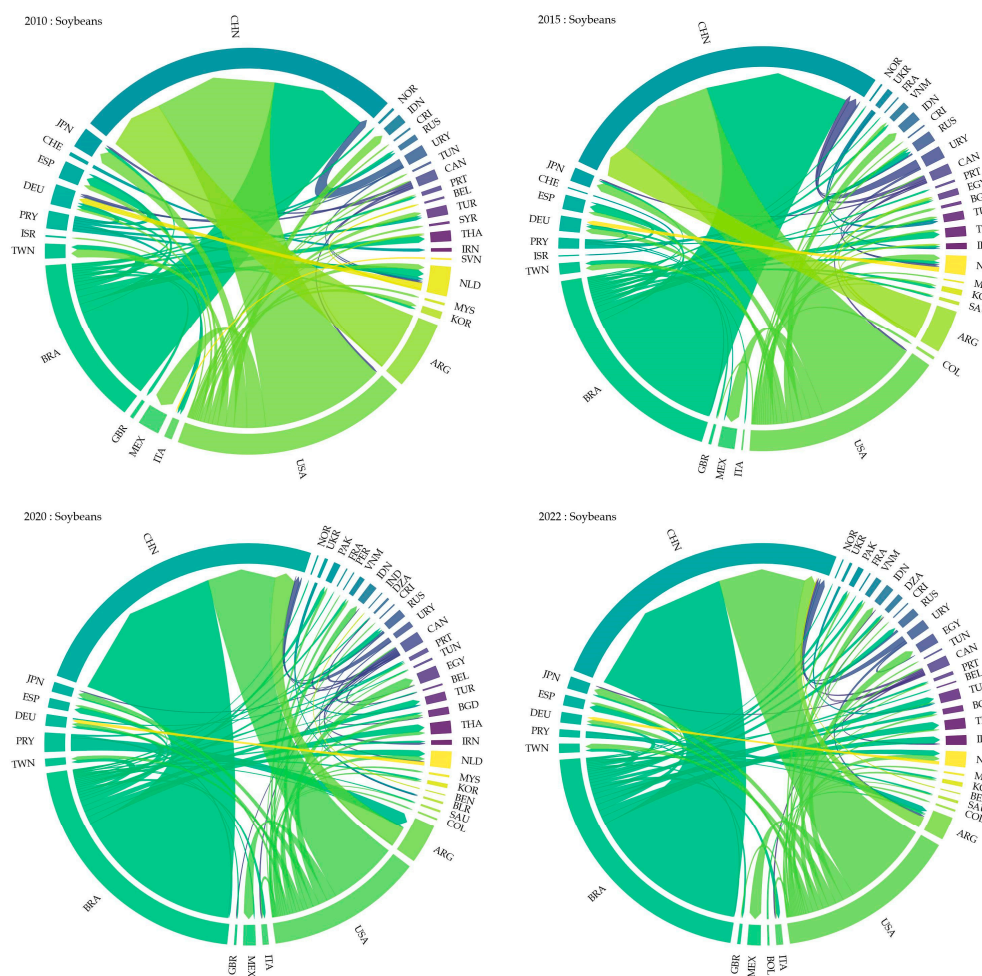 2010 : Soybeans
CHN
NOR
IDN
CRI
RUS
URY
TUN
CAN
PRT
BEL
TUR
SYR
THA
IRN
SVN
NLD
MYS
KOR
ARG
USA
ITA
MEX
GBR
BRA
TWN
ISR
PRY
DEU
ESP
CHE
JPN
2015 : Soybeans
CHN
NOR
UKR
FRA
VNM
IDN
CRI
RUS
URY
CAN
PRT
EGY
ARG
COL
USA
ITA
MEX
GBR
BRA
TWN
ISR
PRY
DEU
ESP
CHE
JPN
2020 : Soybeans
CHN
NOR
UKR
PAK
FRA
PER
VNM
IDN
IND
DZA
CRI
RUS
URY
CAN
PRT
TUN
EGY
BEL
TUR
BGD
THA
IRN
NLD
MYS
KOR
BEN
BLR
SAU
COL
ARG
USA
ITA
MEX
GBR
BRA
TWN
PRY
DEU
ESP
JPN
2022 : Soybeans
CHN
NOR
UKR
PAK
FRA
VNM
IDN
DZA
CRI
RUS
URY
EGY
TUN
CAN
PRT
BEL
COL
ARG
USA
ITA
BOL
MEX
GBR
BRA
TWN
PRY
DEU
ESP
JPN